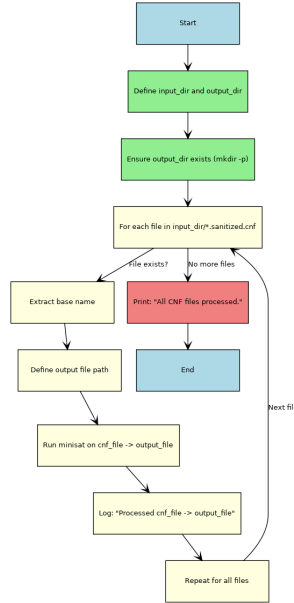 Start
Define input_dir and output_dir
Ensure output_dir exists (mkdir -p)
For each file in input_dir/*.sanitized.cnf
File exists?
No more files
Extract base name
Print: "All CNF files processed."
Define output file path
End
Next fil
Run minisat on cnf_file -> output_file
Log: "Processed cnf_file -> output_file"
Repeat for all files